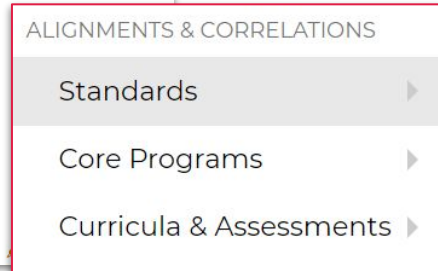 ALIGNMENTS & CORRELATIONS
Standards
Core Programs
Curricula & Assessments